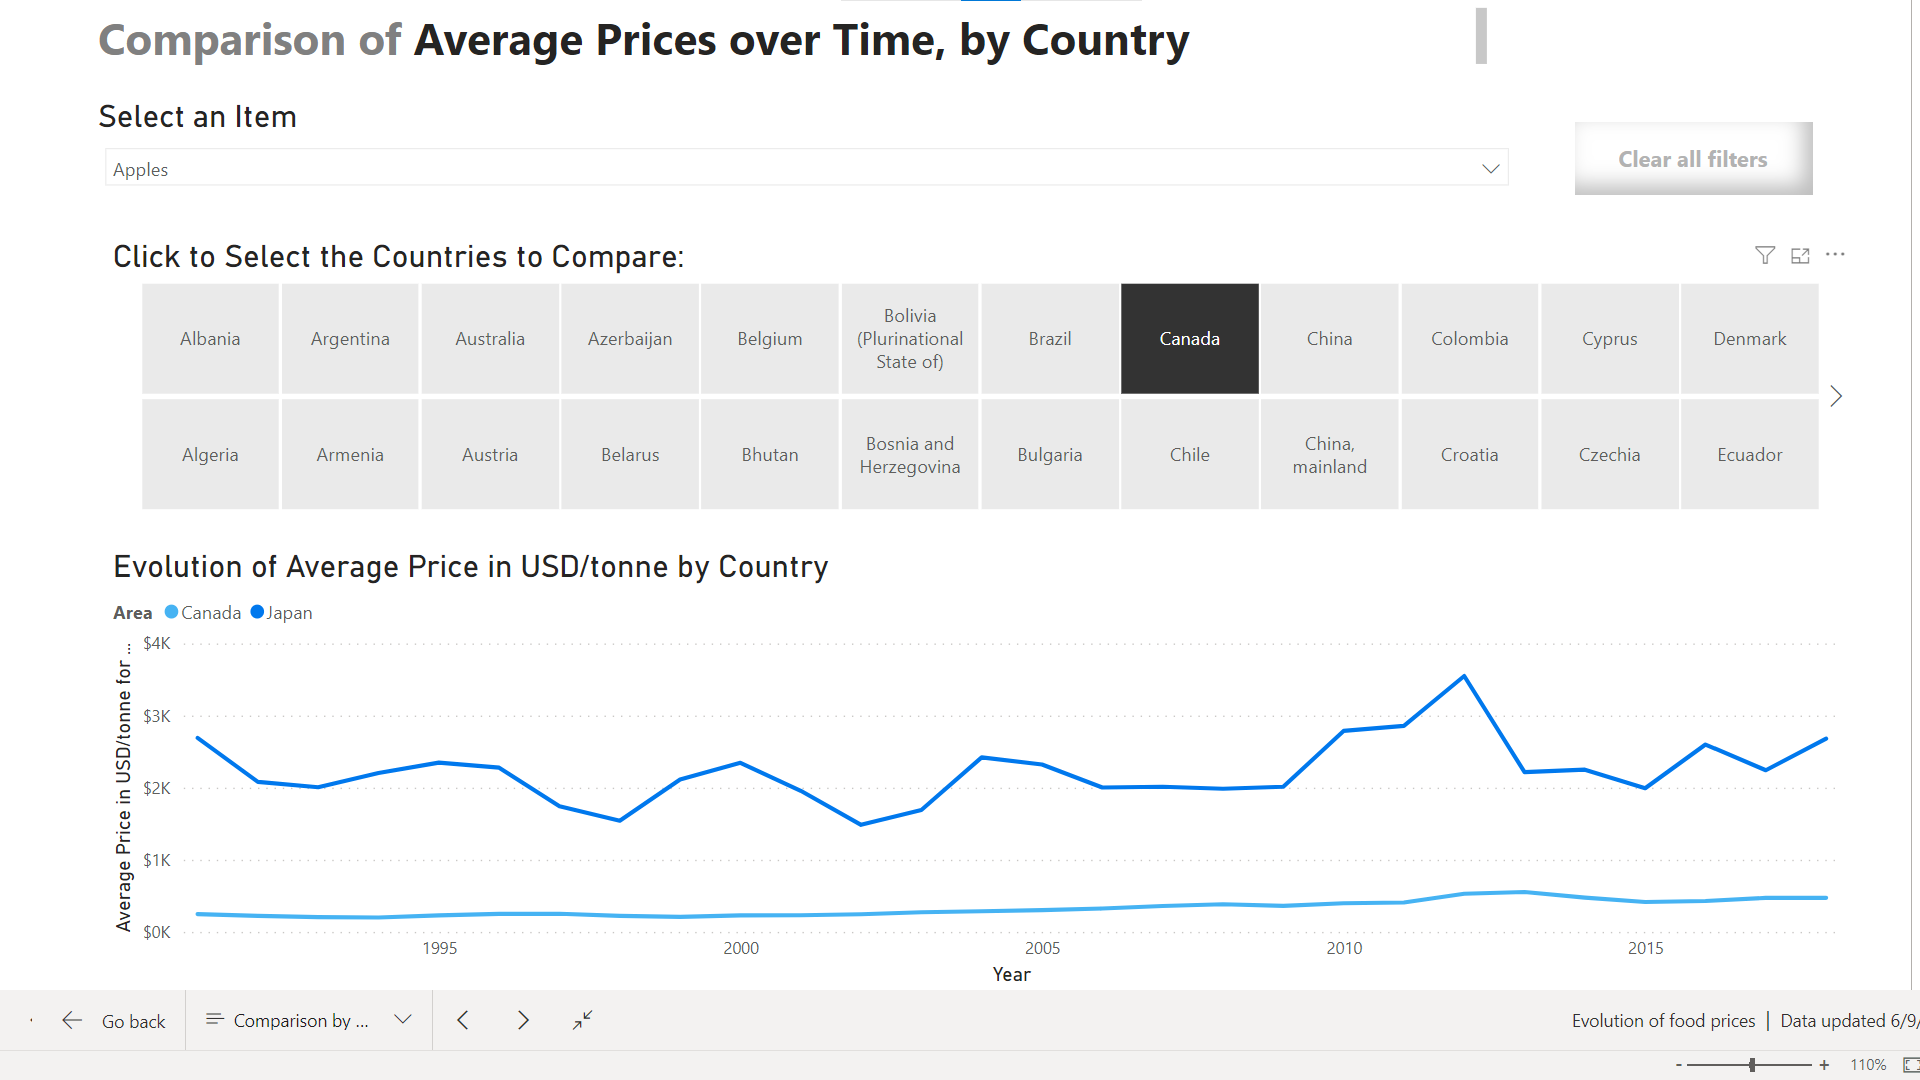 Comparison of Average Prices over Time, by Country
Select an Item
Apples
Clear all filters
Click to Select the Countries to Compare:
Albania
Argentina
Australia
Azerbaijan
Belgium
Bolivia
(Plurinational
State of)
Brazil
Canada
China
Colombia
Cyprus
Denmark
Algeria
Armenia
Austria
Belarus
Bhutan
Bosnia and
Herzegovina
Bulgaria
Chile
China,
mainland
Croatia
Czechia
Ecuador
Evolution of Average Price in USD/tonne by Country
Area Canada Japan
Average Price in USD/tonne for ...
$4K
$3K
$2K
$1K
$0K
1995 2000 2005 2010 2015
Year
Go back
Comparison by ...
Evolution of food prices | Data updated 6/9/
- + 110%